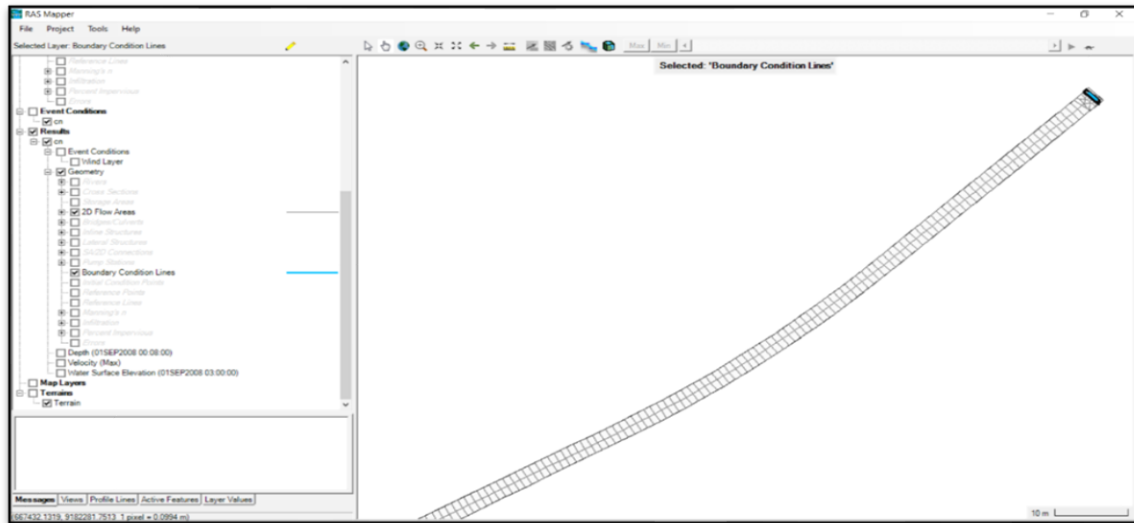 RAS Mapper
File Project Tools Help
Selected Layer: Boundary Condition Lines
Max Min
Selected: 'Boundary Condition Lines'
Reference Lines
Manning's n
Infiltration
Percent Impervious
Errors
Event Conditions
cn
Results
cn
Event Conditions
Wind Layer
Geometry
Rivers
Cross Sections
Storage Areas
2D Flow Areas
Bridges/Culverts
Inline Structures
Lateral Structures
SA/2D Connections
Pump Stations
Boundary Condition Lines
Initial Condition Points
Reference Points
Reference Lines
Manning's n
Infiltration
Percent Impervious
Errors
Depth (01SEP2008 00:08:00)
Velocity (Max)
Water Surface Elevation (01SEP2008 03:00:00)
Map Layers
Terrains
Terrain
Messages Views Profile Lines Active Features Layer Values
(667432.1319, 9182281.7513 1 pixel = 0.0994 m)
10 m